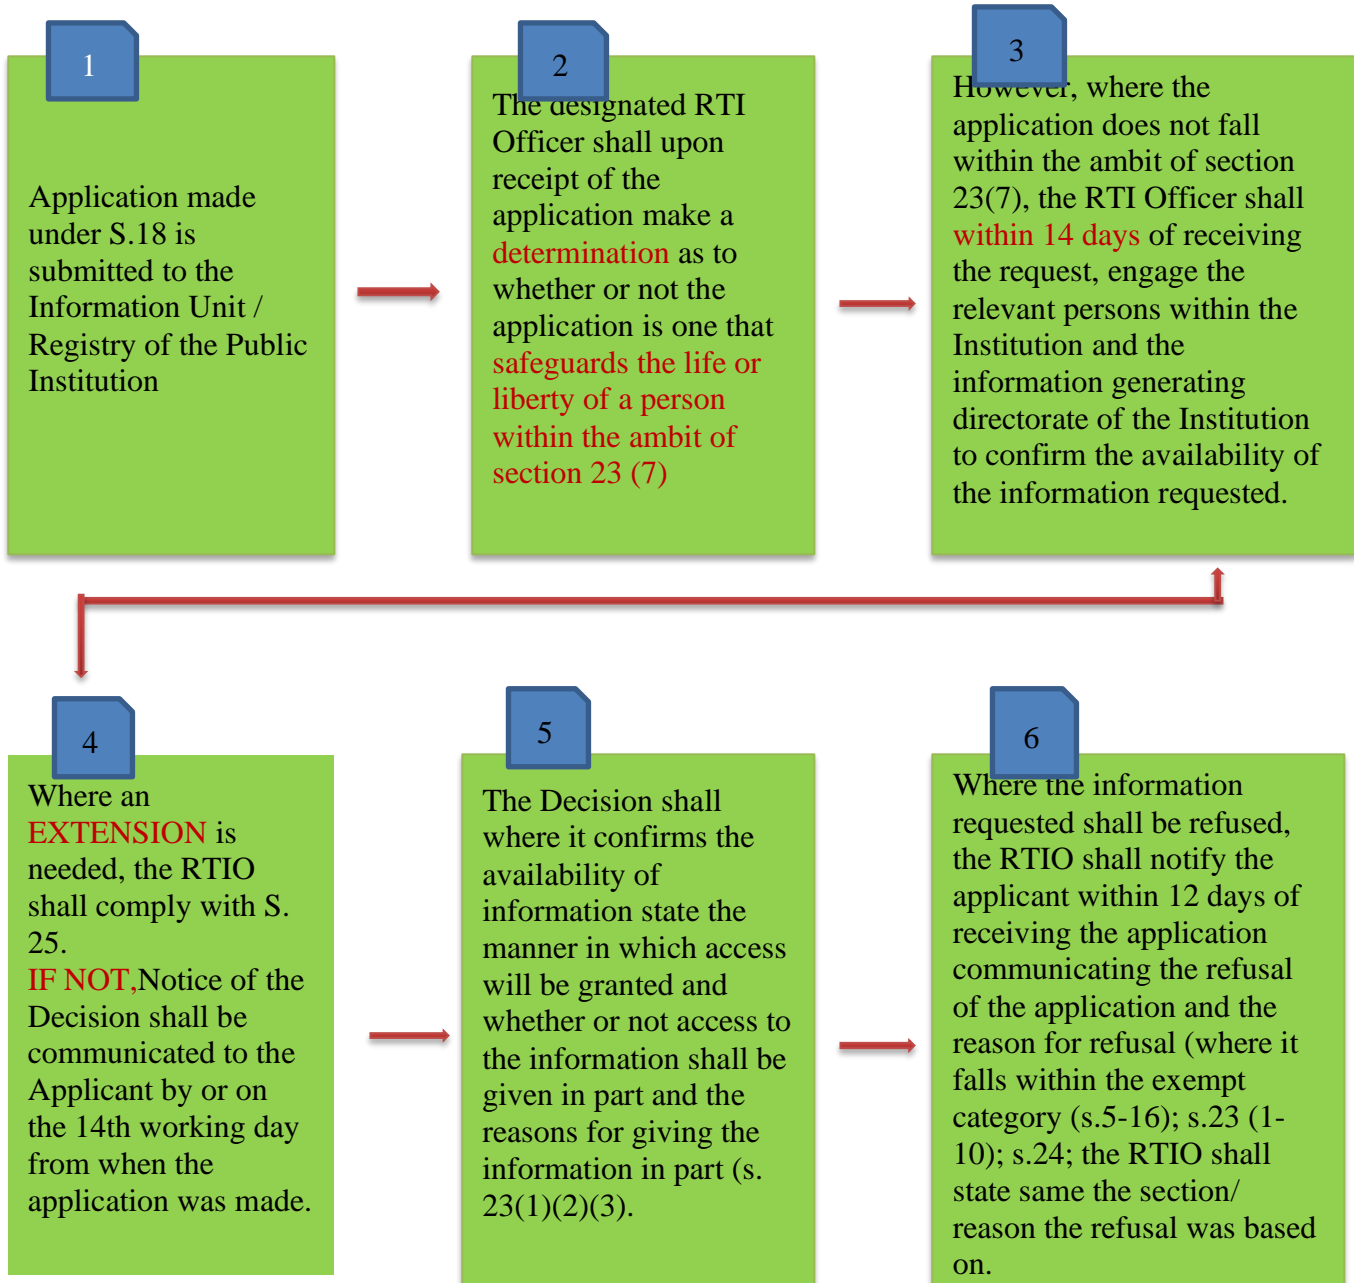 1
Application made
under S.18 is
submitted to the
Information Unit /
Registry of the Public
Institution
2
The designated RTI
Officer shall upon
receipt of the
application make a
determination as to
whether or not the
application is one that
safeguards the life or
liberty of a person
within the ambit of
section 23 (7)
3
However, where the
application does not fall
within the ambit of section
23(7), the RTI Officer shall
within 14 days of receiving
the request, engage the
relevant persons within the
Institution and the
information generating
directorate of the Institution
to confirm the availability of
the information requested.
4
Where an
EXTENSION is
needed, the RTIO
shall comply with S.
25.
IF NOT,Notice of the
Decision shall be
communicated to the
Applicant by or on
the 14th working day
from when the
application was made.
5
The Decision shall
where it confirms the
availability of
information state the
manner in which access
will be granted and
whether or not access to
the information shall be
given in part and the
reasons for giving the
information in part (s.
23(1)(2)(3).
6
Where the information
requested shall be refused,
the RTIO shall notify the
applicant within 12 days of
receiving the application
communicating the refusal
of the application and the
reason for refusal (where it
falls within the exempt
category (s.5-16); s.23 (1-
10); s.24; the RTIO shall
state same the section/
reason the refusal was based
on.